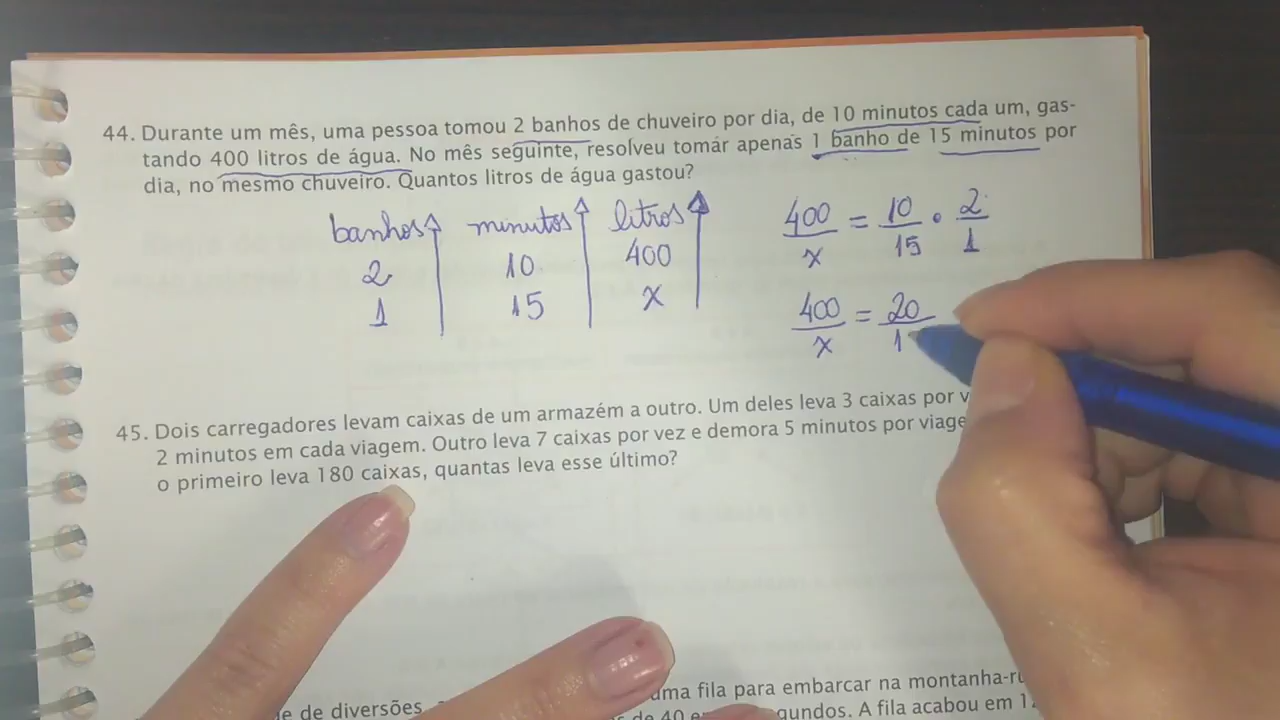 44. Durante um mês, uma pessoa tomou 2 banhos de chuveiro por dia, de 10 minutos cada um, gas-
tando 400 litros de água. No mês seguinte, resolveu tomar apenas 1 banho de 15 minutos por
dia, no mesmo chuveiro. Quantos litros de água gastou?
banhos minutos litros
2 10 400
1 15 x
400/x = 10/15 · 2/1
400/x = 20/1
45. Dois carregadores levam caixas de um armazém a outro. Um deles leva 3 caixas por
2 minutos em cada viagem. Outro leva 7 caixas por vez e demora 5 minutos por
o primeiro leva 180 caixas, quantas leva esse último?
de diversões, uma fila para embarcar na
de 40 A fila acabou em